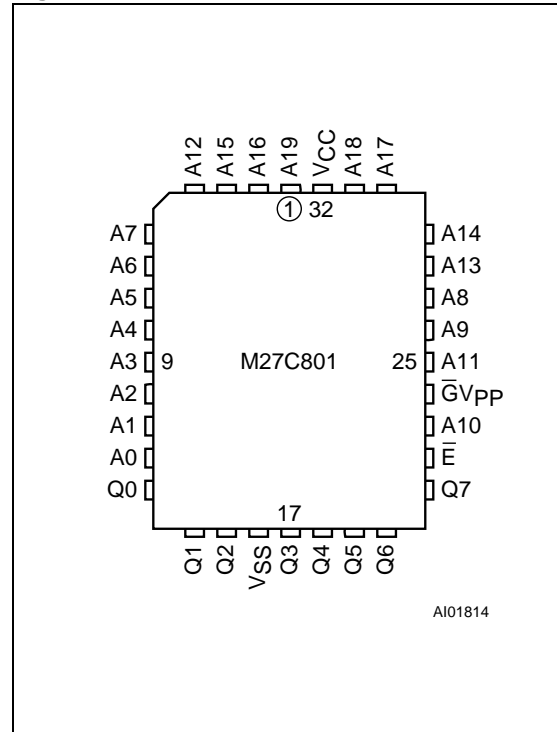 A12 A15 A16 A19 VCC A18 A17
1 32
A7 A14
A6 A13
A5 A8
A4 A9
A3 9 M27C801 25 A11
A2 G̅VPP
A1 A10
A0 E̅
Q0 Q7
17
Q1 Q2 VSS Q3 Q4 Q5 Q6
AI01814